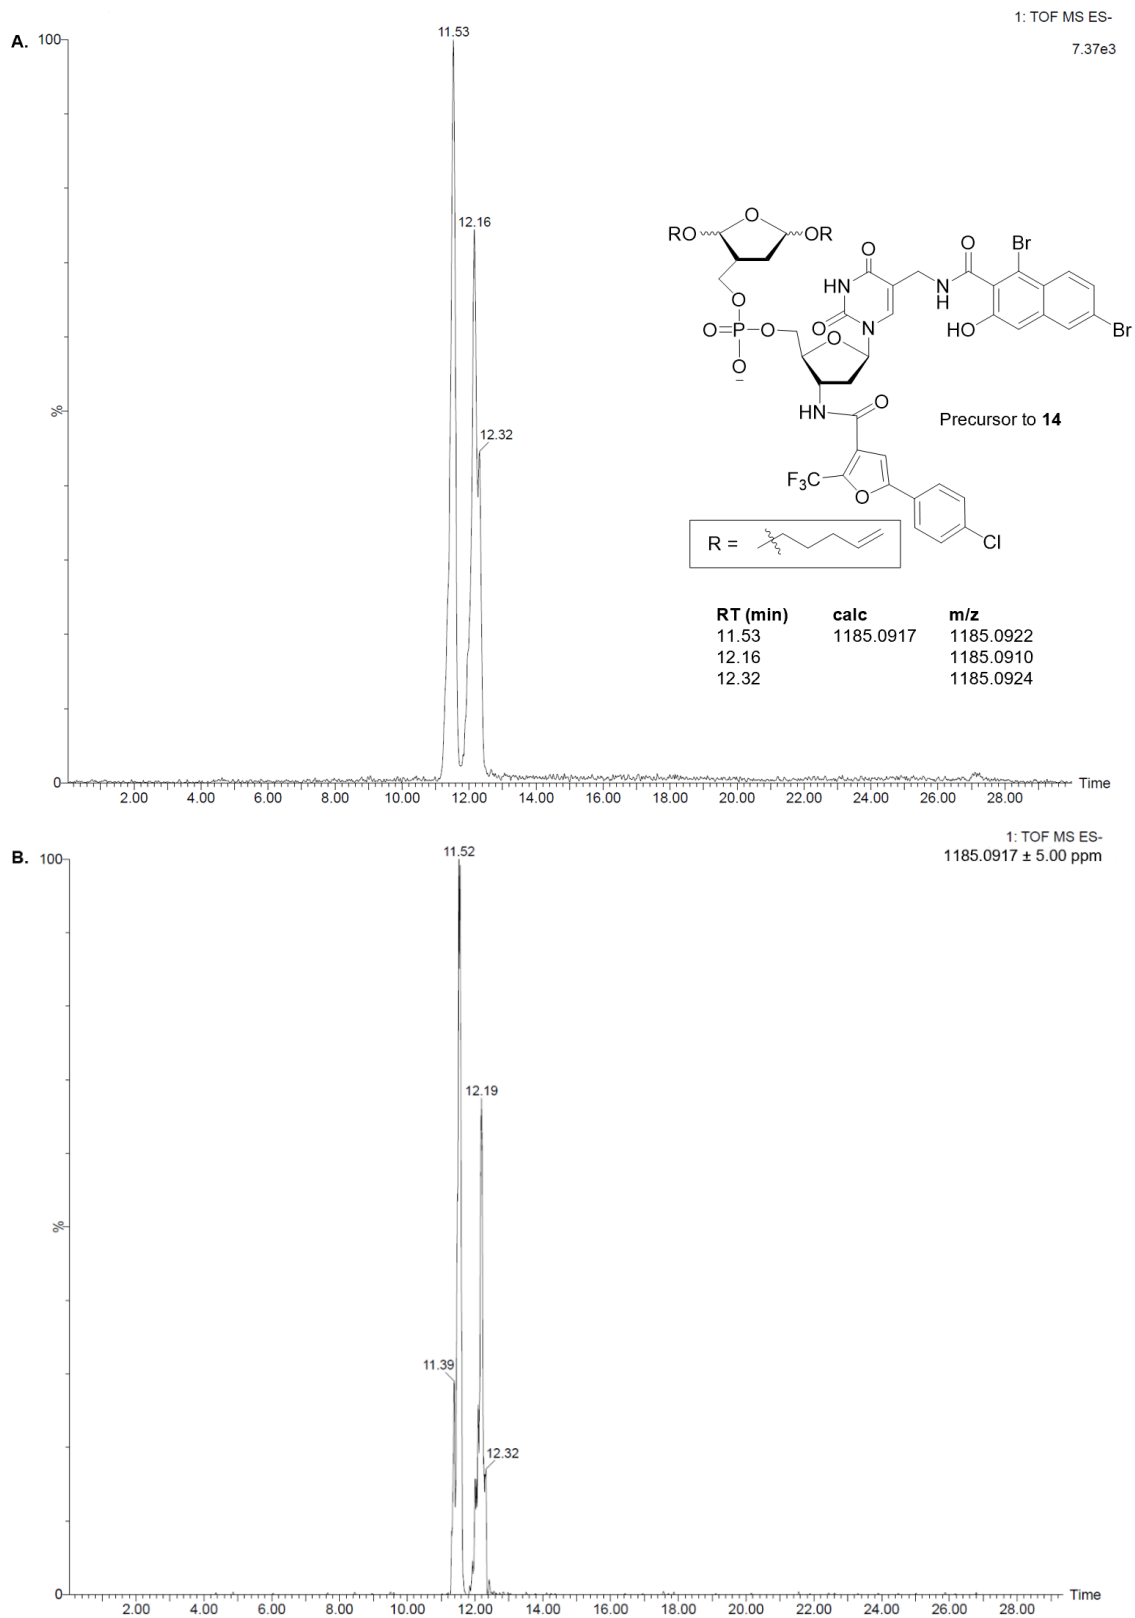 A.
1: TOF MS ES-
7.37e3
100
11.53
12.16
12.32
%
0
RO
O
OR
O
O
Br
HN
N
H
O
N
HO
Br
O
O=P
O
O
O
–
HN
O
Precursor to 14
F3C
O
Cl
R =
RT (min) calc m/z
11.53 1185.0917 1185.0922
12.16 1185.0910
12.32 1185.0924
2.00 4.00 6.00 8.00 10.00 12.00 14.00 16.00 18.00 20.00 22.00 24.00 26.00 28.00
Time
B.
1: TOF MS ES-
1185.0917 ± 5.00 ppm
100
11.52
12.19
11.39
12.32
%
0
2.00 4.00 6.00 8.00 10.00 12.00 14.00 16.00 18.00 20.00 22.00 24.00 26.00 28.00
Time